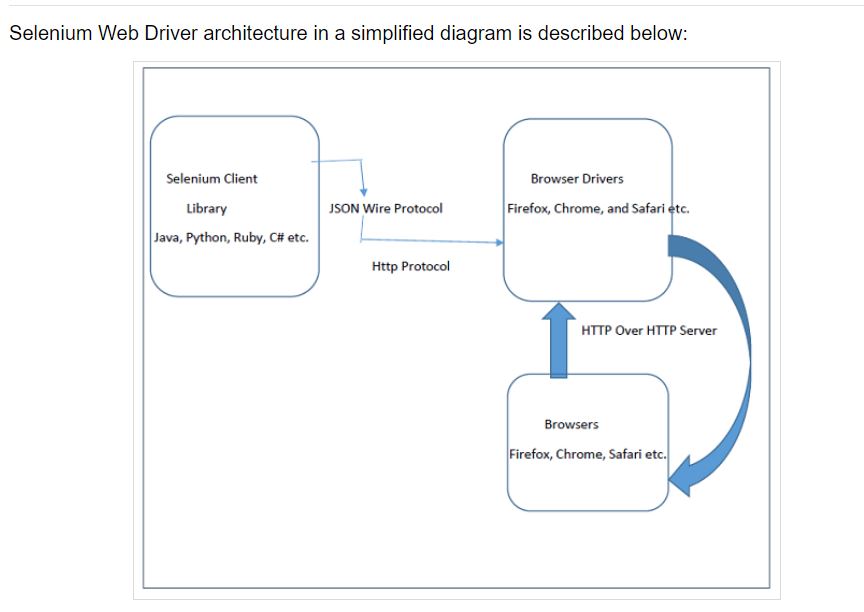 Selenium Web Driver architecture in a simplified diagram is described below:
Selenium Client
Library
Java, Python, Ruby, C# etc.
JSON Wire Protocol
Http Protocol
Browser Drivers
Firefox, Chrome, and Safari etc.
HTTP Over HTTP Server
Browsers
Firefox, Chrome, Safari etc.